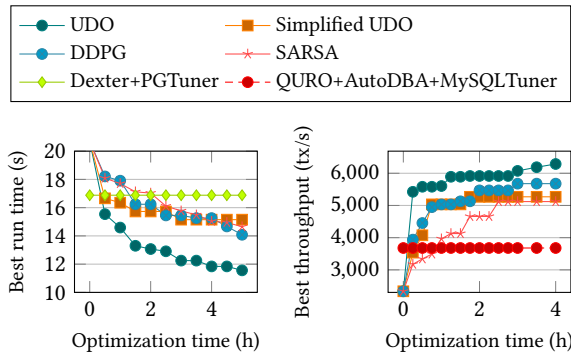 UDO
Simplified UDO
DDPG
SARSA
Dexter+PGTuner
QURO+AutoDBA+MySQLTuner
Best run time (s)
20
18
16
14
12
10
0
2
4
Optimization time (h)
Best throughput (tx/s)
6,000
5,000
4,000
3,000
0
2
4
Optimization time (h)